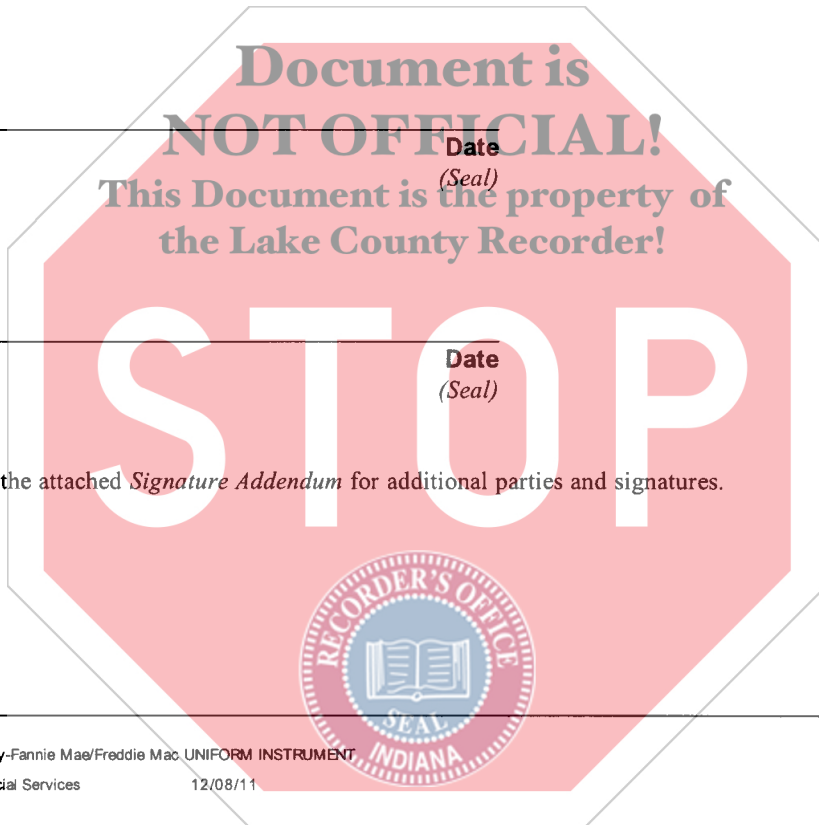 Document is
NOT OFFICIAL!
Date
(Seal)
This Document is the property of
the Lake County Recorder!
STOP
Date
(Seal)
the attached Signature Addendum for additional parties and signatures.
RECORDER'S OFFICE
SEAL
INDIANA
y-Fannie Mae/Freddie Mac UNIFORM INSTRUMENT
cial Services 12/08/11